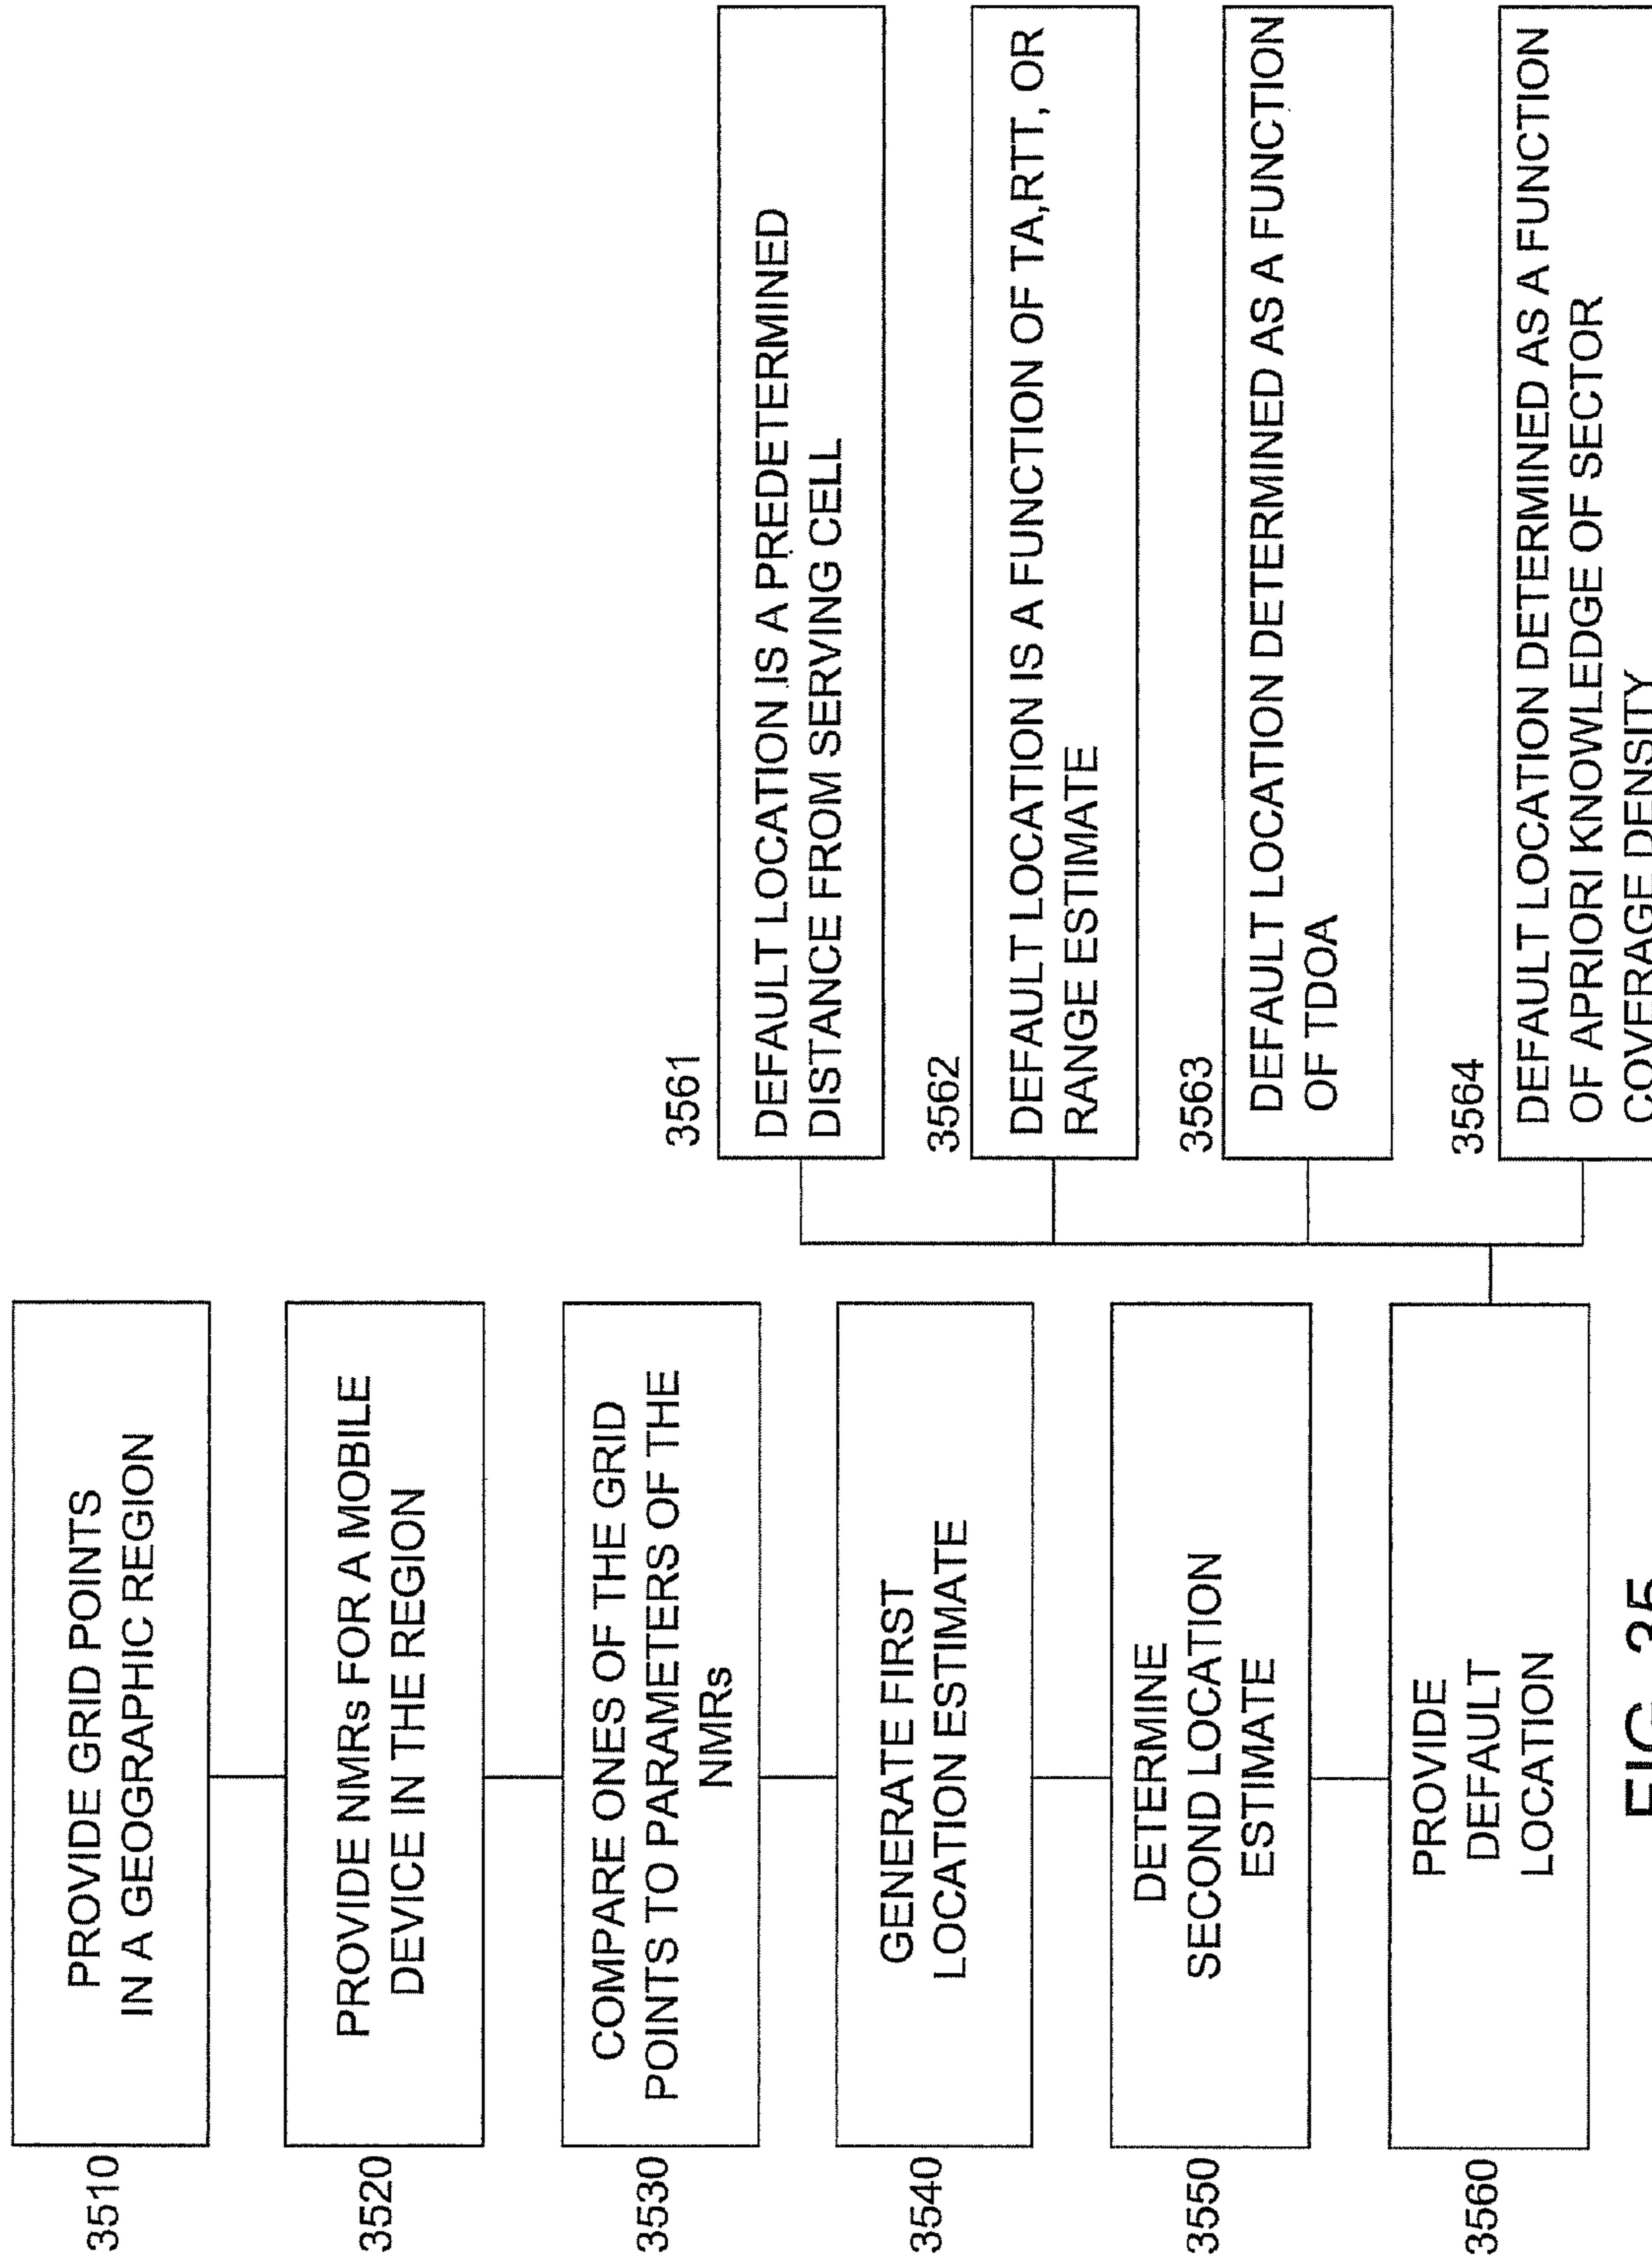 3510
PROVIDE GRID POINTS
IN A GEOGRAPHIC REGION
3520
PROVIDE NMRs FOR A MOBILE
DEVICE IN THE REGION
3530
COMPARE ONES OF THE GRID
POINTS TO PARAMETERS OF THE
NMRs
3540
GENERATE FIRST
LOCATION ESTIMATE
3550
DETERMINE
SECOND LOCATION
ESTIMATE
3560
PROVIDE
DEFAULT
LOCATION
3561
DEFAULT LOCATION IS A PREDETERMINED
DISTANCE FROM SERVING CELL
3562
DEFAULT LOCATION IS A FUNCTION OF TA,RTT, OR
RANGE ESTIMATE
3563
DEFAULT LOCATION DETERMINED AS A FUNCTION
OF TDOA
3564
DEFAULT LOCATION DETERMINED AS A FUNCTION
OF APRIORI KNOWLEDGE OF SECTOR
COVERAGE DENSITY
FIG. 35